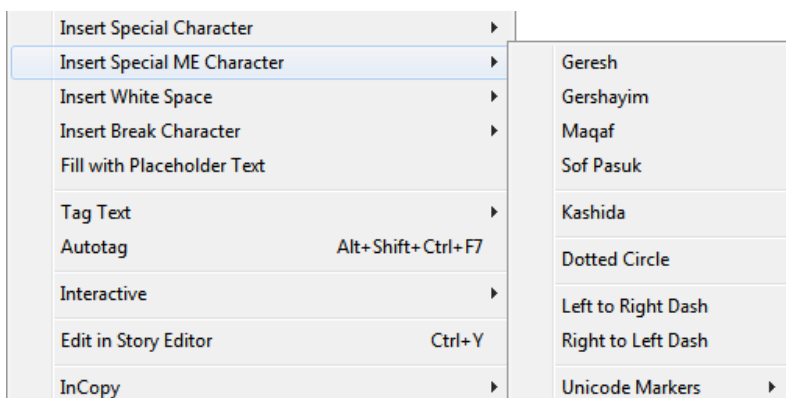 Insert Special Character
Insert Special ME Character
Insert White Space
Insert Break Character
Fill with Placeholder Text
Tag Text
Autotag Alt+Shift+Ctrl+F7
Interactive
Edit in Story Editor Ctrl+Y
InCopy
Geresh
Gershayim
Maqaf
Sof Pasuk
Kashida
Dotted Circle
Left to Right Dash
Right to Left Dash
Unicode Markers